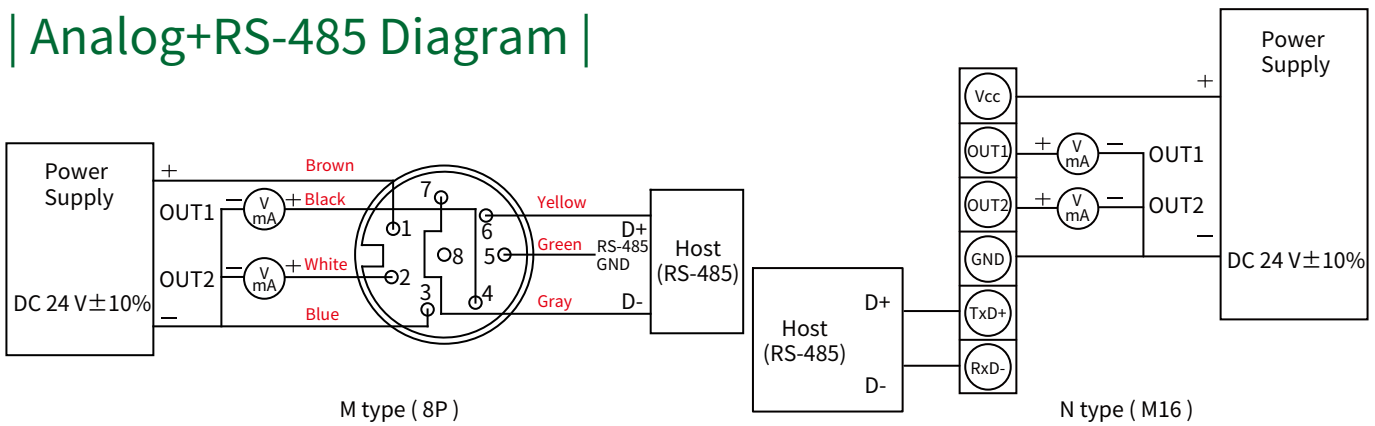 | Analog+RS-485 Diagram |
Power
Supply
DC 24 V±10%
+
−
OUT1
OUT2
−
V
mA
+
Black
−
V
mA
+
White
Brown
Blue
1
2
3
4
5
6
7
8
Yellow
Green
Gray
D+
RS-485
GND
D-
Host
(RS-485)
M type ( 8P )
Host
(RS-485)
D+
D-
Vcc
OUT1
OUT2
GND
TxD+
RxD-
+
V
mA
−
OUT1
+
V
mA
−
OUT2
+
−
Power
Supply
DC 24 V±10%
N type ( M16 )